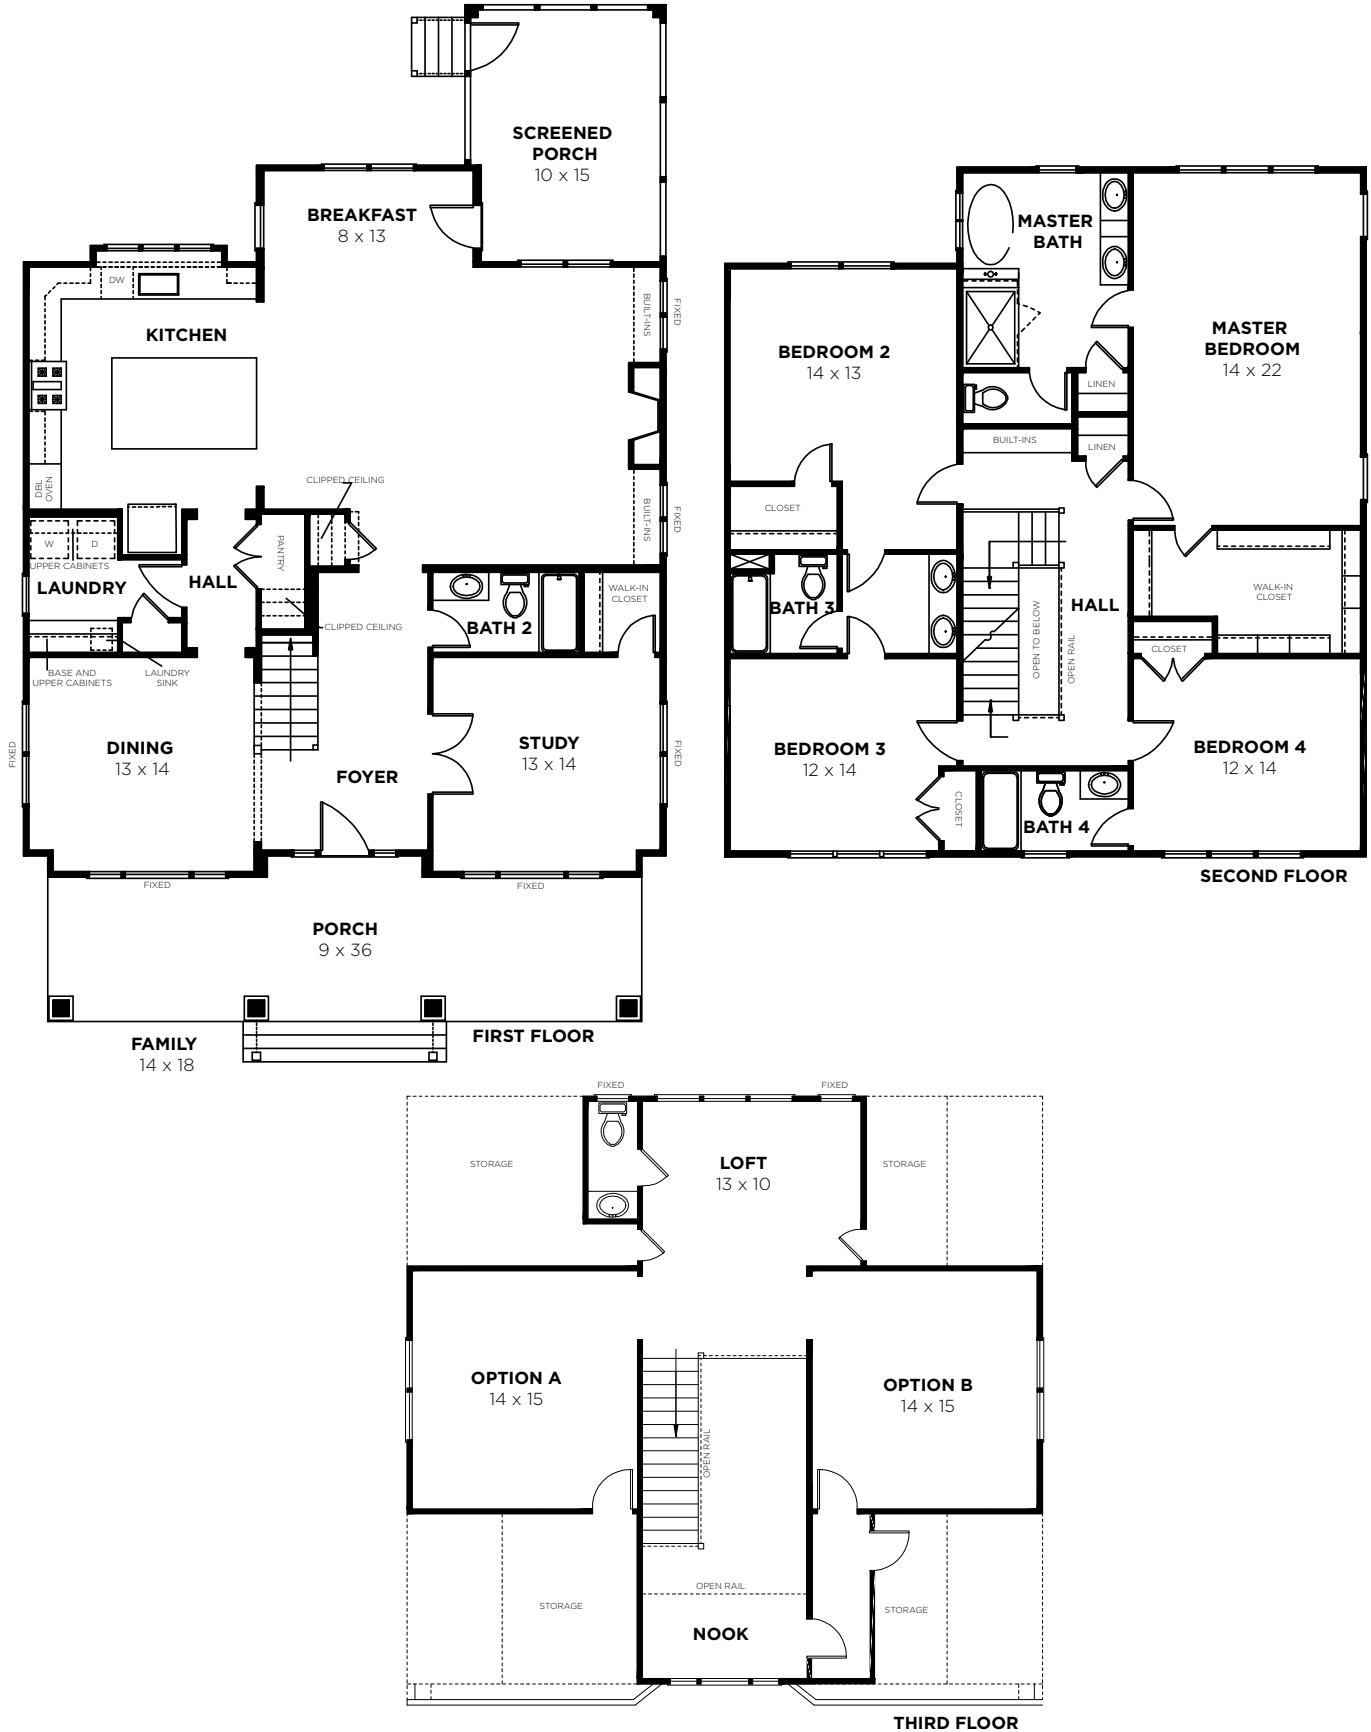 SCREENED
PORCH
10 x 15
BREAKFAST
8 x 13
DW
KITCHEN
BUILT-INS
FIXED
DBL
OVEN
CLIPPED CEILING
BUILT-INS
FIXED
W
D
UPPER CABINETS
LAUNDRY
HALL
PANTRY
CLIPPED CEILING
BATH 2
WALK-IN
CLOSET
BASE AND
UPPER CABINETS
LAUNDRY
SINK
FIXED
DINING
13 x 14
FOYER
STUDY
13 x 14
FIXED
FIXED
FIXED
PORCH
9 x 36
FIRST FLOOR
FAMILY
14 x 18
MASTER
BATH
MASTER
BEDROOM
14 x 22
BEDROOM 2
14 x 13
LINEN
BUILT-INS
LINEN
CLOSET
BATH 3
OPEN TO BELOW
OPEN RAIL
HALL
WALK-IN
CLOSET
CLOSET
BEDROOM 3
12 x 14
BEDROOM 4
12 x 14
CLOSET
BATH 4
SECOND FLOOR
FIXED
FIXED
STORAGE
LOFT
13 x 10
STORAGE
OPTION A
14 x 15
OPTION B
14 x 15
OPEN RAIL
OPEN RAIL
STORAGE
STORAGE
NOOK
THIRD FLOOR